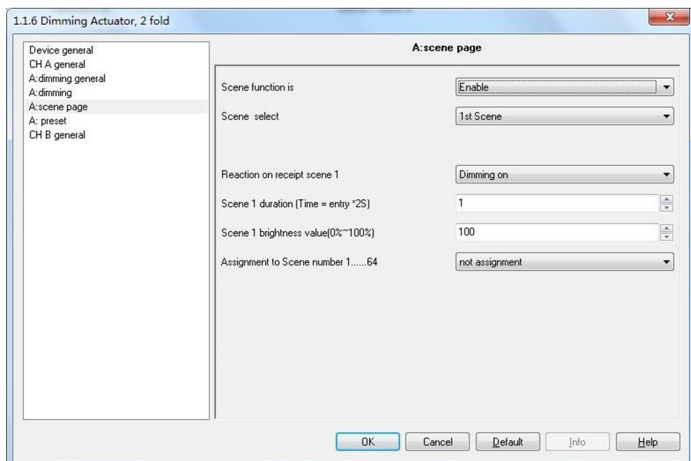 1.1.6 Dimming Actuator, 2 fold
Device general
CH A general
A:dimming general
A:dimming
A:scene page
A: preset
CH B general
A:scene page
Scene function is
Enable
Scene select
1st Scene
Reaction on receipt scene 1
Dimming on
Scene 1 duration (Time = entry *2S)
1
Scene 1 brightness value(0%~100%)
100
Assignment to Scene number 1......64
not assignment
OK
Cancel
Default
Info
Help